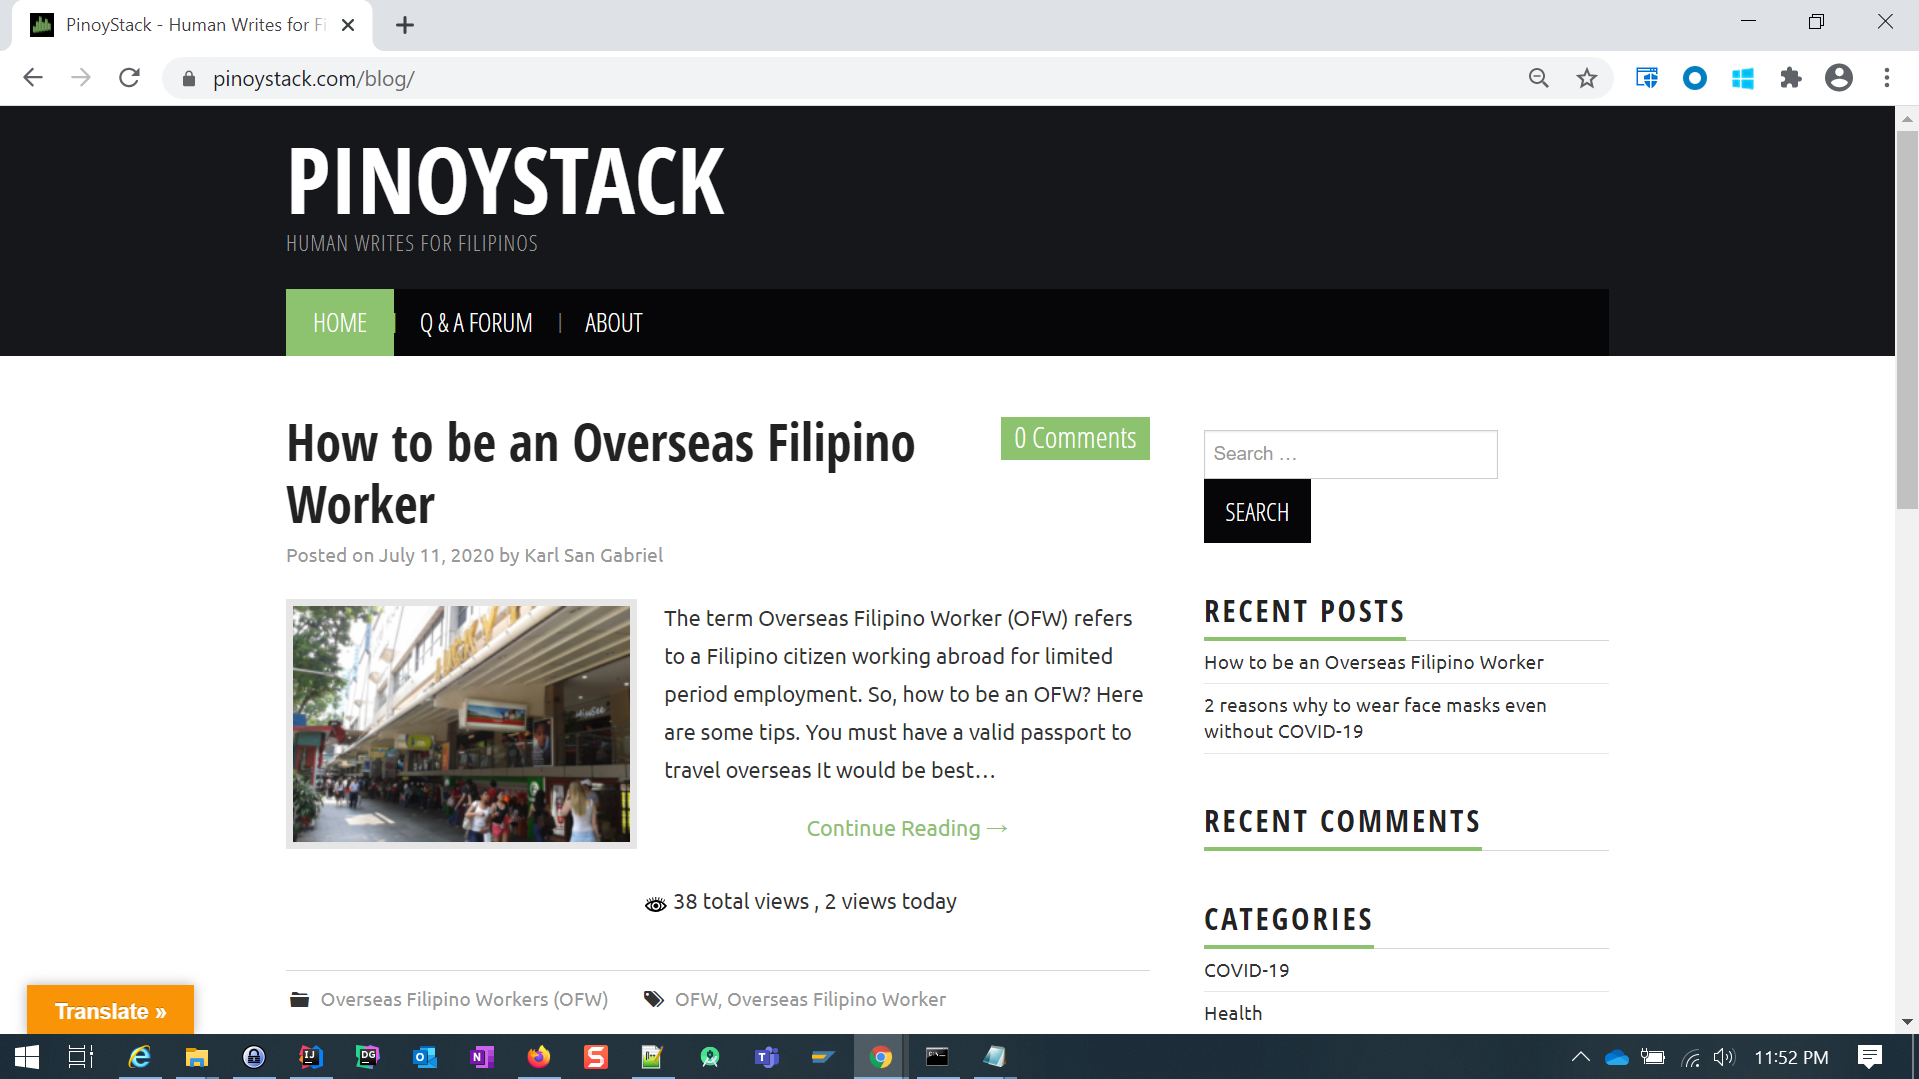 PinoyStack - Human Writes for Fi
pinoystack.com/blog/
PINOYSTACK
HUMAN WRITES FOR FILIPINOS
HOME
Q & A FORUM
ABOUT
How to be an Overseas Filipino
Worker
0 Comments
Posted on July 11, 2020 by Karl San Gabriel
The term Overseas Filipino Worker (OFW) refers
to a Filipino citizen working abroad for limited
period employment. So, how to be an OFW? Here
are some tips. You must have a valid passport to
travel overseas It would be best…
Continue Reading →
38 total views , 2 views today
Overseas Filipino Workers (OFW)
OFW, Overseas Filipino Worker
Search …
SEARCH
RECENT POSTS
How to be an Overseas Filipino Worker
2 reasons why to wear face masks even
without COVID-19
RECENT COMMENTS
CATEGORIES
COVID-19
Health
Translate »
11:52 PM